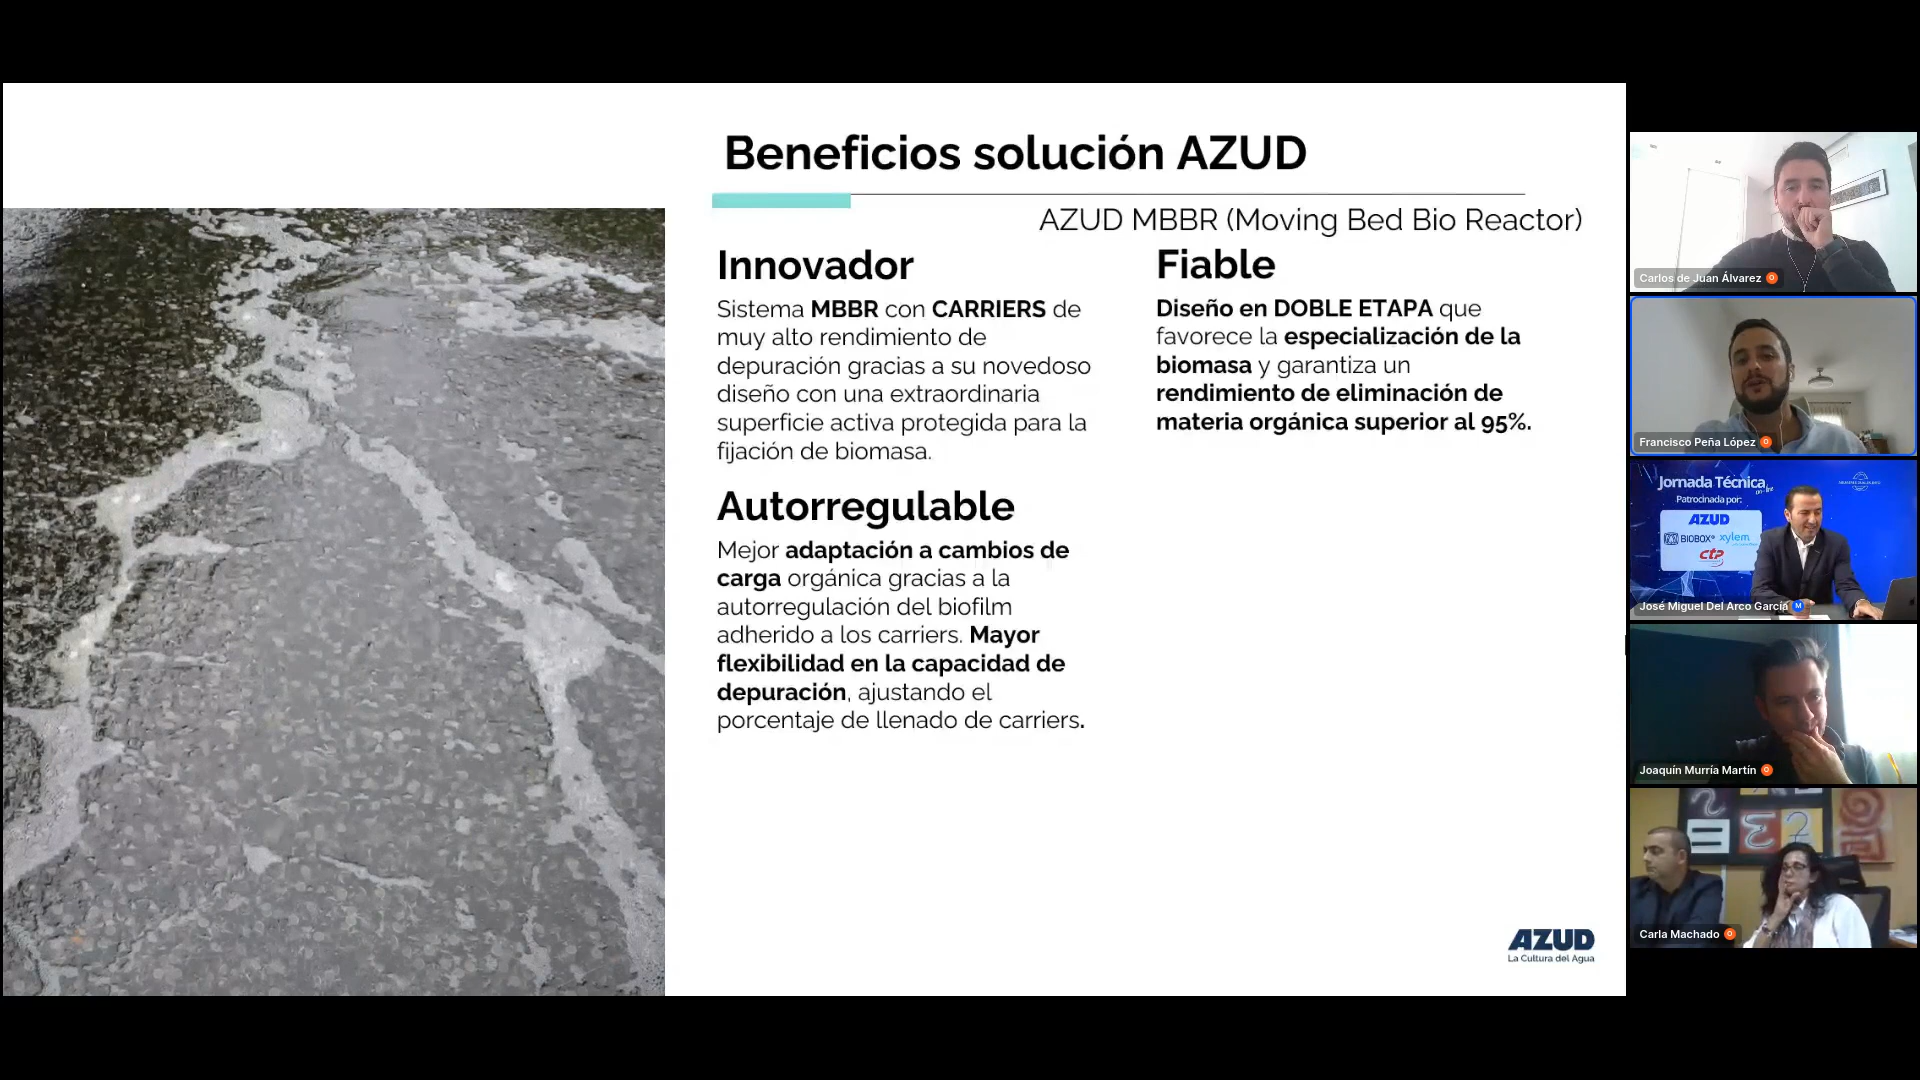 Beneficios solución AZUD
AZUD MBBR (Moving Bed Bio Reactor)
Innovador
Sistema MBBR con CARRIERS de
muy alto rendimiento de
depuración gracias a su novedoso
diseño con una extraordinaria
superficie activa protegida para la
fijación de biomasa.
Autorregulable
Mejor adaptación a cambios de
carga orgánica gracias a la
autorregulación del biofilm
adherido a los carriers. Mayor
flexibilidad en la capacidad de
depuración, ajustando el
porcentaje de llenado de carriers.
Fiable
Diseño en DOBLE ETAPA que
favorece la especialización de la
biomasa y garantiza un
rendimiento de eliminación de
materia orgánica superior al 95%.
AZUD
La Cultura del Agua
Carlos de Juan Álvarez O
Francisco Peña López O
Jornada Técnica
on-line
Patrocinada por:
AZUD
BIOBOX® xylem
ctp
José Miguel Del Arco García M
Joaquín Murría Martín O
Carla Machado O